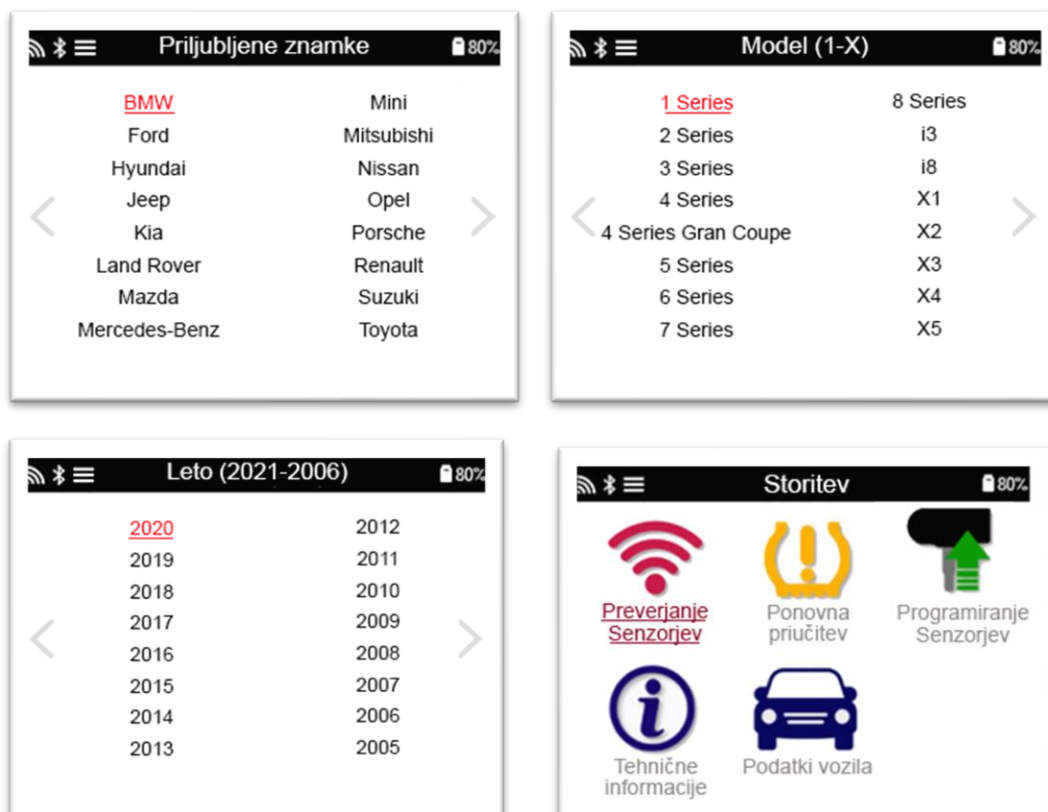 Priljubljene znamke
80%
BMW
Ford
Hyundai
Jeep
Kia
Land Rover
Mazda
Mercedes-Benz
Mini
Mitsubishi
Nissan
Opel
Porsche
Renault
Suzuki
Toyota
Model (1-X)
80%
1 Series
2 Series
3 Series
4 Series
4 Series Gran Coupe
5 Series
6 Series
7 Series
8 Series
i3
i8
X1
X2
X3
X4
X5
Leto (2021-2006)
80%
2020
2019
2018
2017
2016
2015
2014
2013
2012
2011
2010
2009
2008
2007
2006
2005
Storitev
80%
Preverjanje
Senzorjev
Ponovna
priučitev
Programiranje
Senzorjev
Tehnične
informacije
Podatki vozila